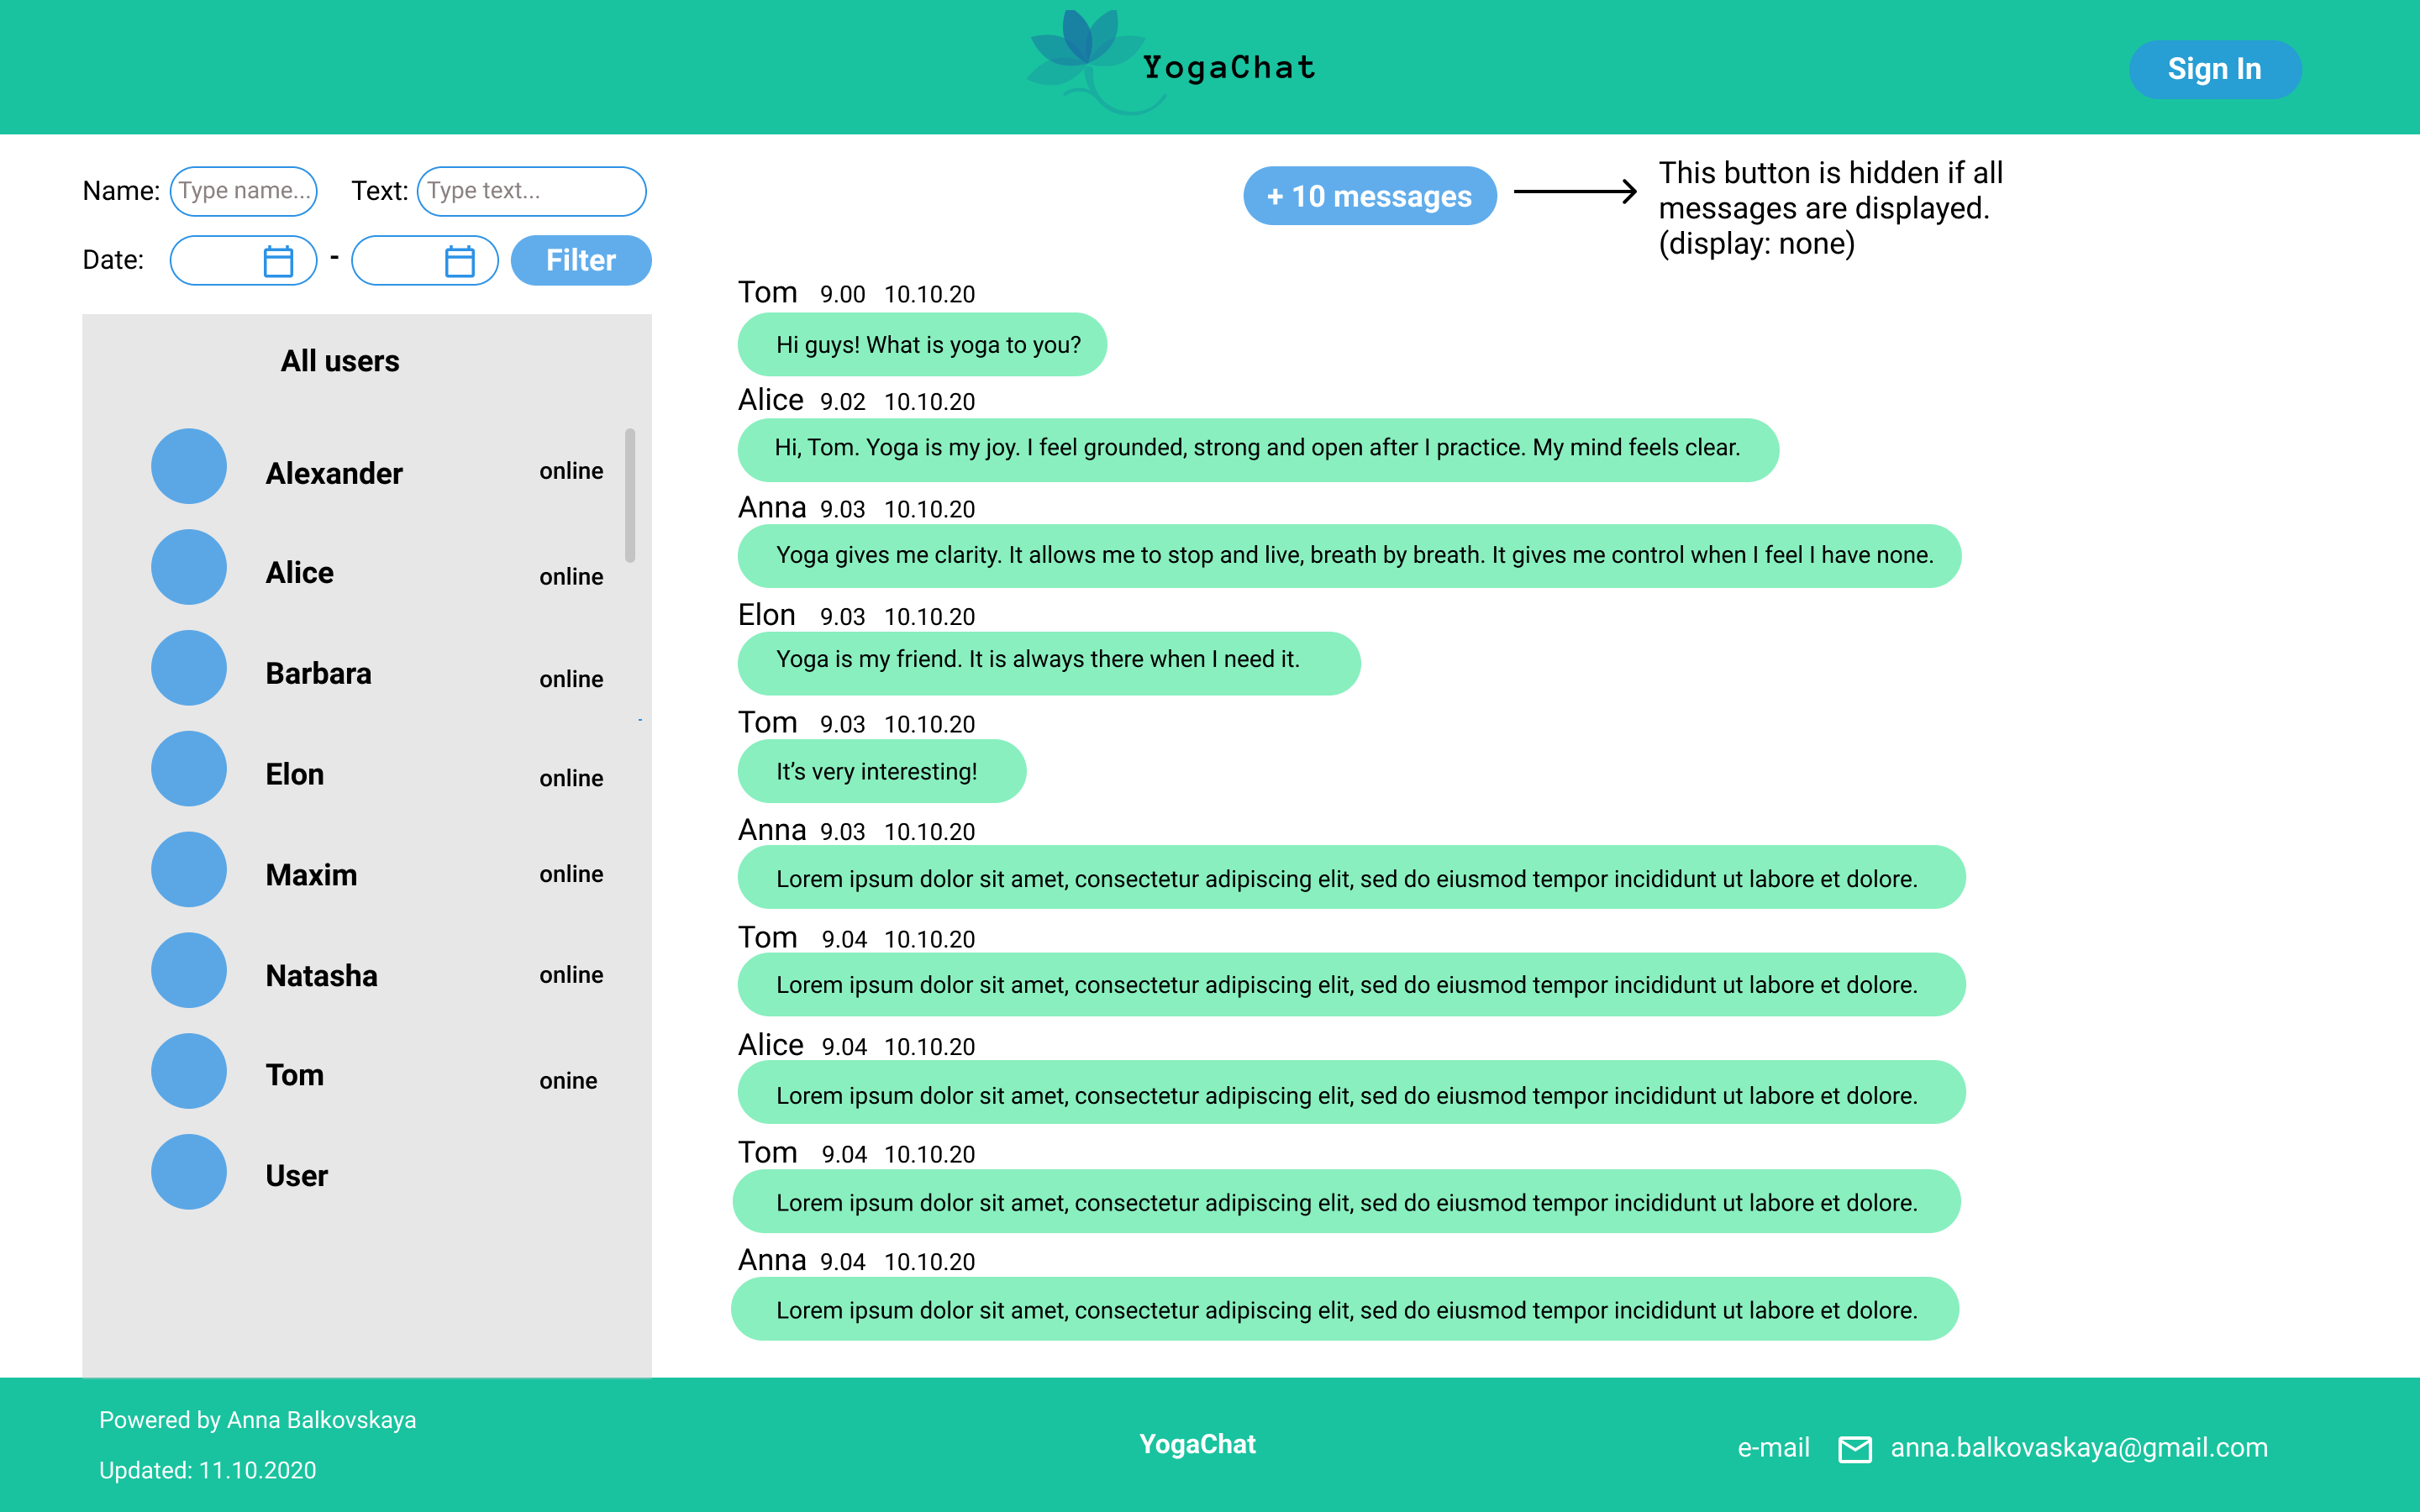 YogaChat
Sign In
Name: Type name... Text: Type text...
Date: - Filter
+ 10 messages
This button is hidden if all
messages are displayed.
(display: none)
All users
Alexander online
Alice online
Barbara online
Elon online
Maxim online
Natasha online
Tom onine
User
Tom 9.00 10.10.20
Hi guys! What is yoga to you?
Alice 9.02 10.10.20
Hi, Tom. Yoga is my joy. I feel grounded, strong and open after I practice. My mind feels clear.
Anna 9.03 10.10.20
Yoga gives me clarity. It allows me to stop and live, breath by breath. It gives me control when I feel I have none.
Elon 9.03 10.10.20
Yoga is my friend. It is always there when I need it.
Tom 9.03 10.10.20
It’s very interesting!
Anna 9.03 10.10.20
Lorem ipsum dolor sit amet, consectetur adipiscing elit, sed do eiusmod tempor incididunt ut labore et dolore.
Tom 9.04 10.10.20
Lorem ipsum dolor sit amet, consectetur adipiscing elit, sed do eiusmod tempor incididunt ut labore et dolore.
Alice 9.04 10.10.20
Lorem ipsum dolor sit amet, consectetur adipiscing elit, sed do eiusmod tempor incididunt ut labore et dolore.
Tom 9.04 10.10.20
Lorem ipsum dolor sit amet, consectetur adipiscing elit, sed do eiusmod tempor incididunt ut labore et dolore.
Anna 9.04 10.10.20
Lorem ipsum dolor sit amet, consectetur adipiscing elit, sed do eiusmod tempor incididunt ut labore et dolore.
Powered by Anna Balkovskaya
Updated: 11.10.2020
YogaChat
e-mail anna.balkovaskaya@gmail.com